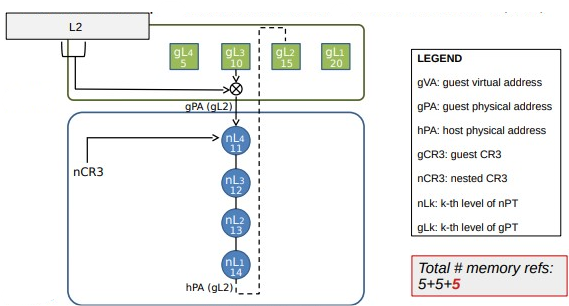 L2
gL4
5
gL3
10
gL2
15
gL1
20
gPA (gL2)
nCR3
nL4
11
nL3
12
nL2
13
nL1
14
hPA (gL2)
LEGEND
gVA: guest virtual address
gPA: guest physical address
hPA: host physical address
gCR3: guest CR3
nCR3: nested CR3
nLk: k-th level of nPT
gLk: k-th level of gPT
Total # memory refs:
5+5+5